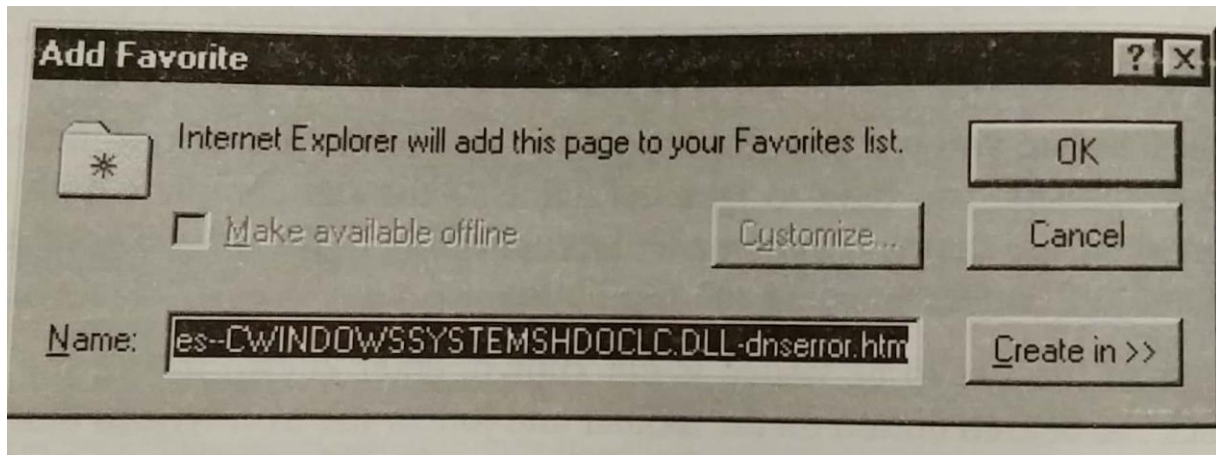 Add Favorite
? X
Internet Explorer will add this page to your Favorites list.
OK
Make available offline
Customize...
Cancel
Name:
es--CWINDOWSSYSTEMSHDOCLC.DLL-dnserror.htm
Create in >>